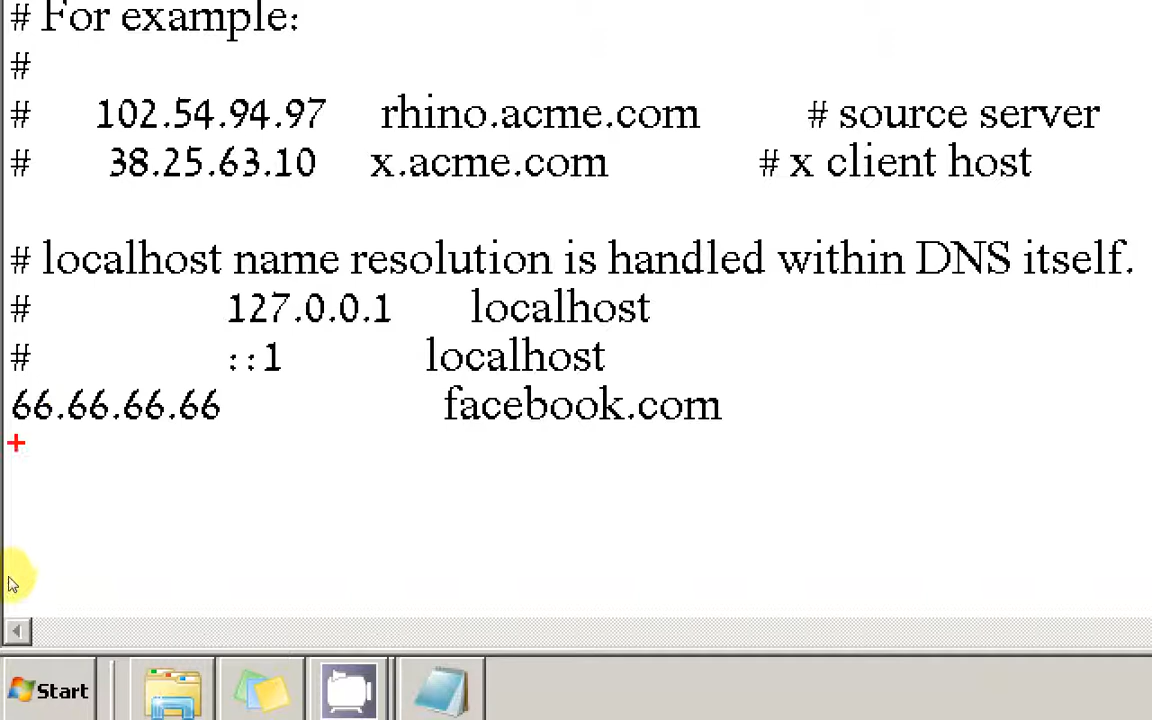 # For example:
#
# 102.54.94.97 rhino.acme.com # source server
# 38.25.63.10 x.acme.com # x client host
# localhost name resolution is handled within DNS itself.
# 127.0.0.1 localhost
# ::1 localhost
66.66.66.66 facebook.com
Start